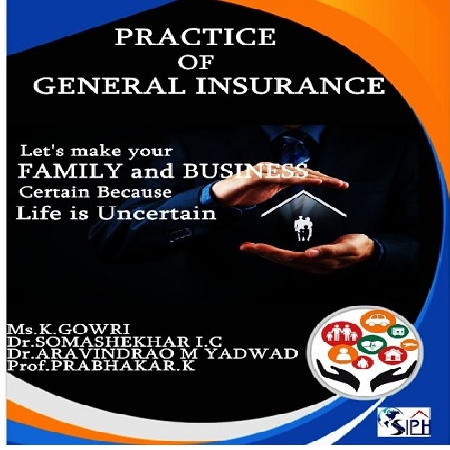 PRACTICE
OF
GENERAL INSURANCE
Let's make your
FAMILY and BUSINESS
Certain Because
Life is Uncertain
Ms.K.GOWRI
Dr.SOMASHEKHAR I.C
Dr.ARAVINDRAO M YADWAD
Prof.PRABHAKAR.K
SIPH